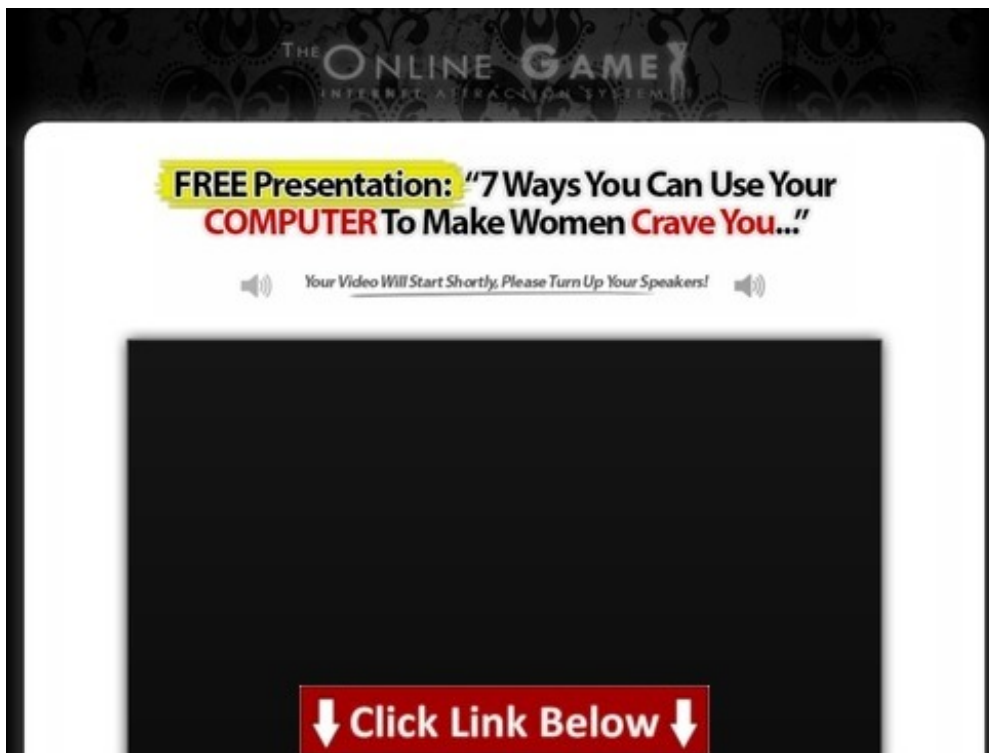 THE ONLINE GAME
INTERNET ATTRACTION SYSTEM
FREE Presentation: “7 Ways You Can Use Your
COMPUTER To Make Women Crave You...”
Your Video Will Start Shortly, Please Turn Up Your Speakers!
Click Link Below